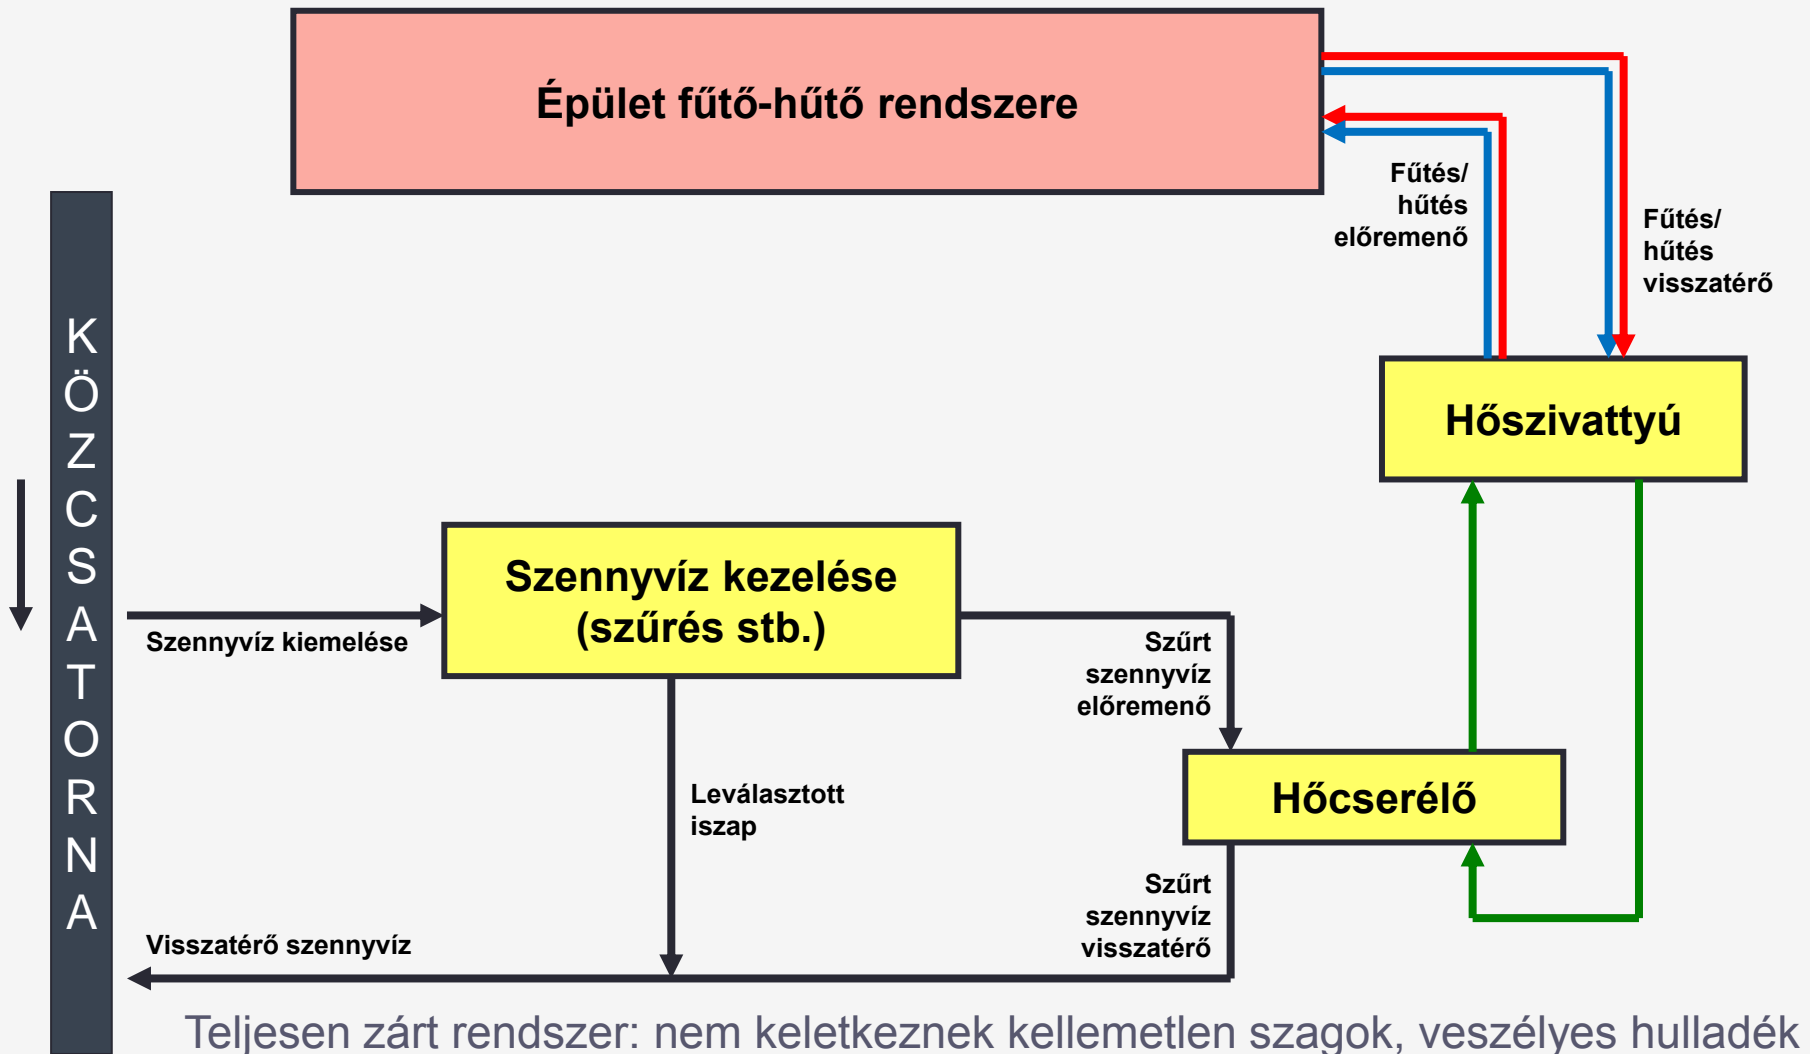 Épület fűtő-hűtő rendszere
Fűtés/
hűtés
előremenő
Fűtés/
hűtés
visszatérő
KÖZCSATORNA
Hőszivattyú
Szennyvíz kezelése
(szűrés stb.)
Szennyvíz kiemelése
Szűrt
szennyvíz
előremenő
Leválasztott
iszap
Hőcserélő
Szűrt
szennyvíz
visszatérő
Visszatérő szennyvíz
Teljesen zárt rendszer: nem keletkeznek kellemetlen szagok, veszélyes hulladék